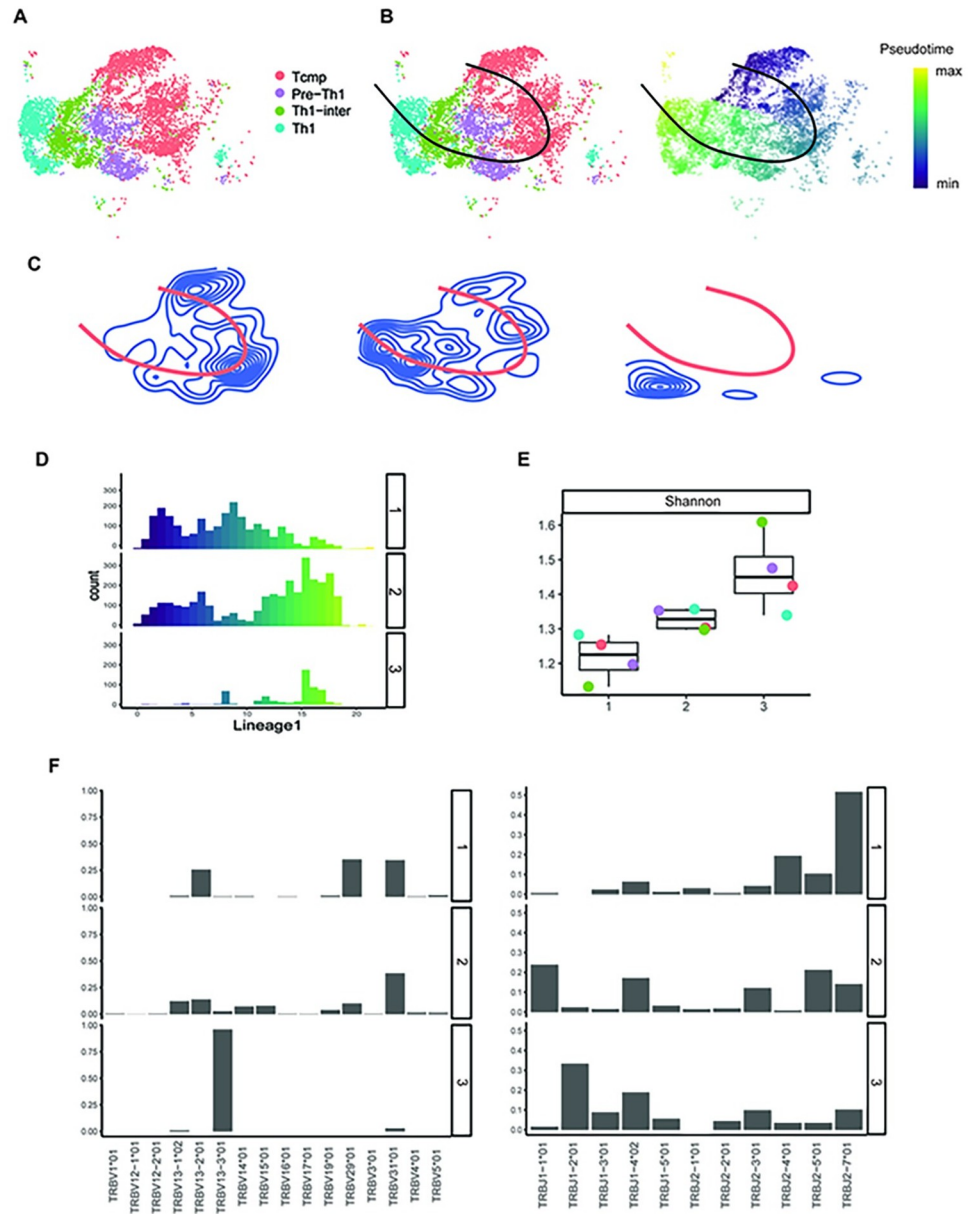 A
B
Tcmp
Pre-Th1
Th1-inter
Th1
Pseudotime
max
min
C
D
E
300
200
100
0
1
300
200
100
0
2
300
200
100
0
3
count
0 5 10 15 20
Lineage1
Shannon
1.6
1.5
1.4
1.3
1.2
1 2 3
F
1.00
0.75
0.50
0.25
0.00
1
1.00
0.75
0.50
0.25
0.00
2
1.00
0.75
0.50
0.25
0.00
3
TRBV1*01
TRBV12-1*01
TRBV12-2*01
TRBV13-1*02
TRBV13-2*01
TRBV13-3*01
TRBV14*01
TRBV15*01
TRBV16*01
TRBV17*01
TRBV19*01
TRBV29*01
TRBV3*01
TRBV31*01
TRBV4*01
TRBV5*01
0.5
0.4
0.3
0.2
0.1
0.0
1
0.5
0.4
0.3
0.2
0.1
0.0
2
0.5
0.4
0.3
0.2
0.1
0.0
3
TRBJ1-1*01
TRBJ1-2*01
TRBJ1-3*01
TRBJ1-4*02
TRBJ1-5*01
TRBJ2-1*01
TRBJ2-2*01
TRBJ2-3*01
TRBJ2-4*01
TRBJ2-5*01
TRBJ2-7*01